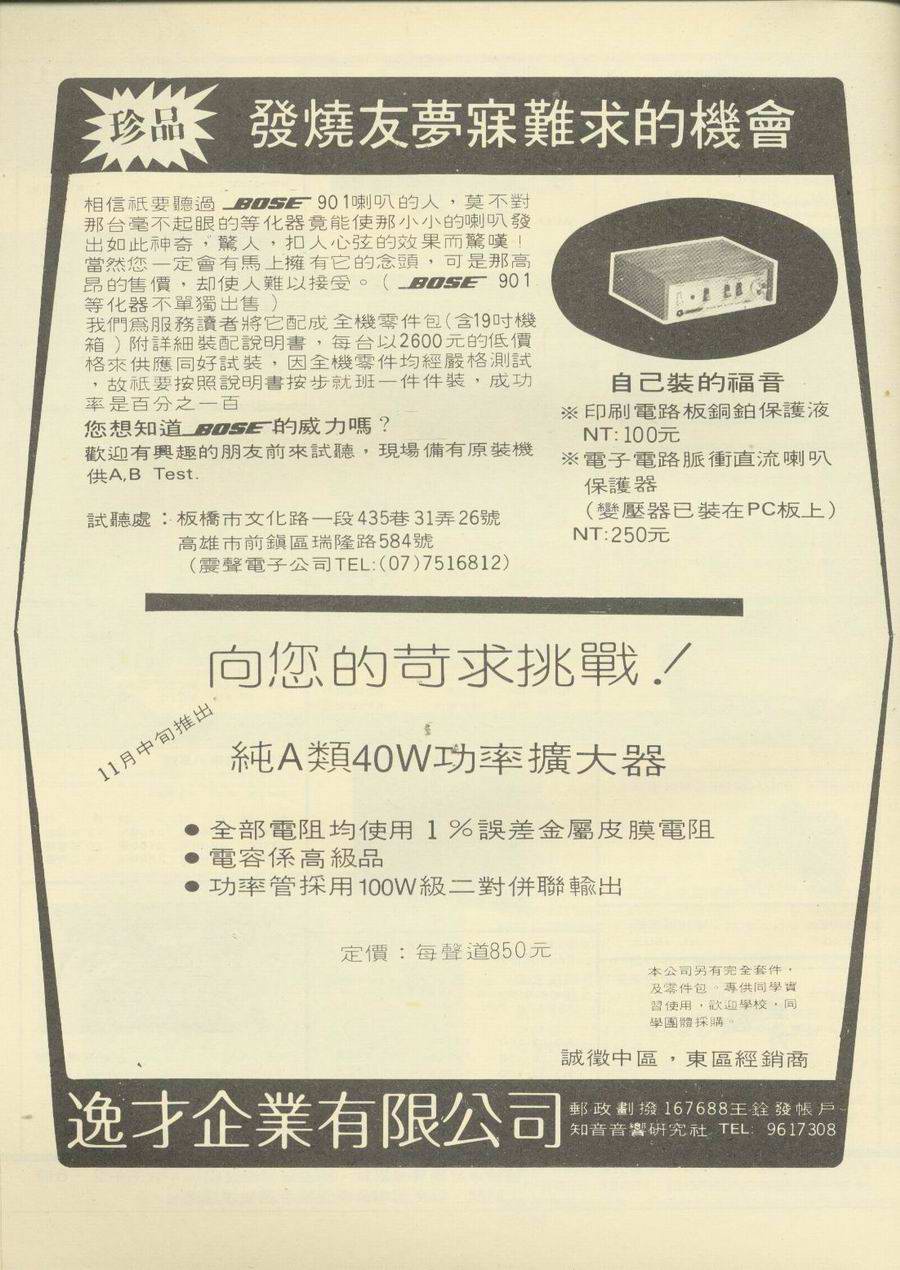 珍品
發燒友夢寐難求的機會
相信祇要聽過 BOSE 901喇叭的人，莫不對
那台毫不起眼的等化器竟能使那小小的喇叭發
出如此神奇，驚人，扣人心弦的效果而驚嘆！
當然您一定會有馬上擁有它的念頭，可是那高
昂的售價，却使人難以接受。（ BOSE 901
等化器不單獨出售）
我們爲服務讀者將它配成全機零件包(含19吋機
箱）附詳細裝配說明書，每台以2600元的低價
格來供應同好試裝，因全機零件均經嚴格測試
，故祇要按照說明書按步就班一件件裝，成功
率是百分之一百
您想知道 BOSE 的威力嗎？
歡迎有興趣的朋友前來試聽，現場備有原裝機
供A,B Test.
試聽處：板橋市文化路一段435巷31弄26號
高雄市前鎮區瑞隆路584號
（震聲電子公司TEL:(07)7516812）
自己裝的福音
※印刷電路板銅鉑保護液
NT:100元
※電子電路脈衝直流喇叭
保護器
（變壓器已裝在PC板上）
NT:250元
向您的苛求挑戰！
11月中旬推出
純A類40W功率擴大器
●全部電阻均使用1％誤差金屬皮膜電阻
●電容係高級品
●功率管採用100W級二對併聯輸出
定價：每聲道850元
本公司另有完全套件，
及零件包。專供同學實
習使用，歡迎學校，同
學團體採購。
誠徵中區，東區經銷商
逸才企業有限公司
郵政劃撥167688王銓發帳戶
知音音響研究社 TEL: 9617308